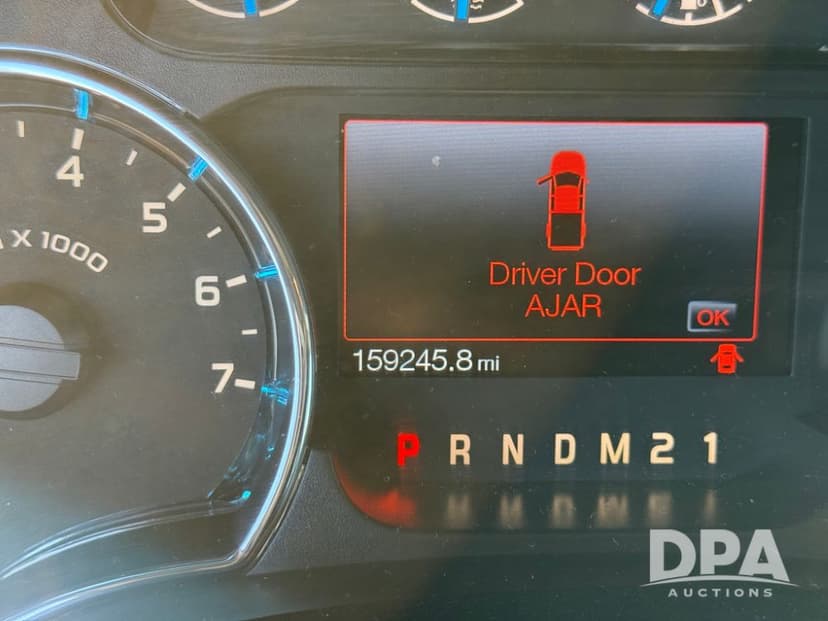 4
5
X 1000
6
7
Driver Door
AJAR
OK
159245.8 mi
P R N D M 2 1
DPA
AUCTIONS